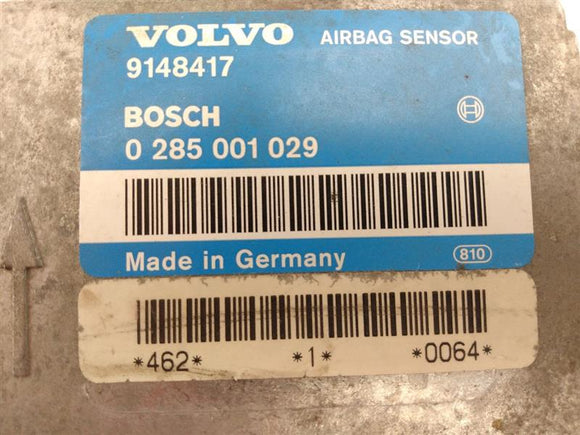 VOLVO AIRBAG SENSOR
9148417
BOSCH
0 285 001 029
Made in Germany 810
*462* *1* *0064*